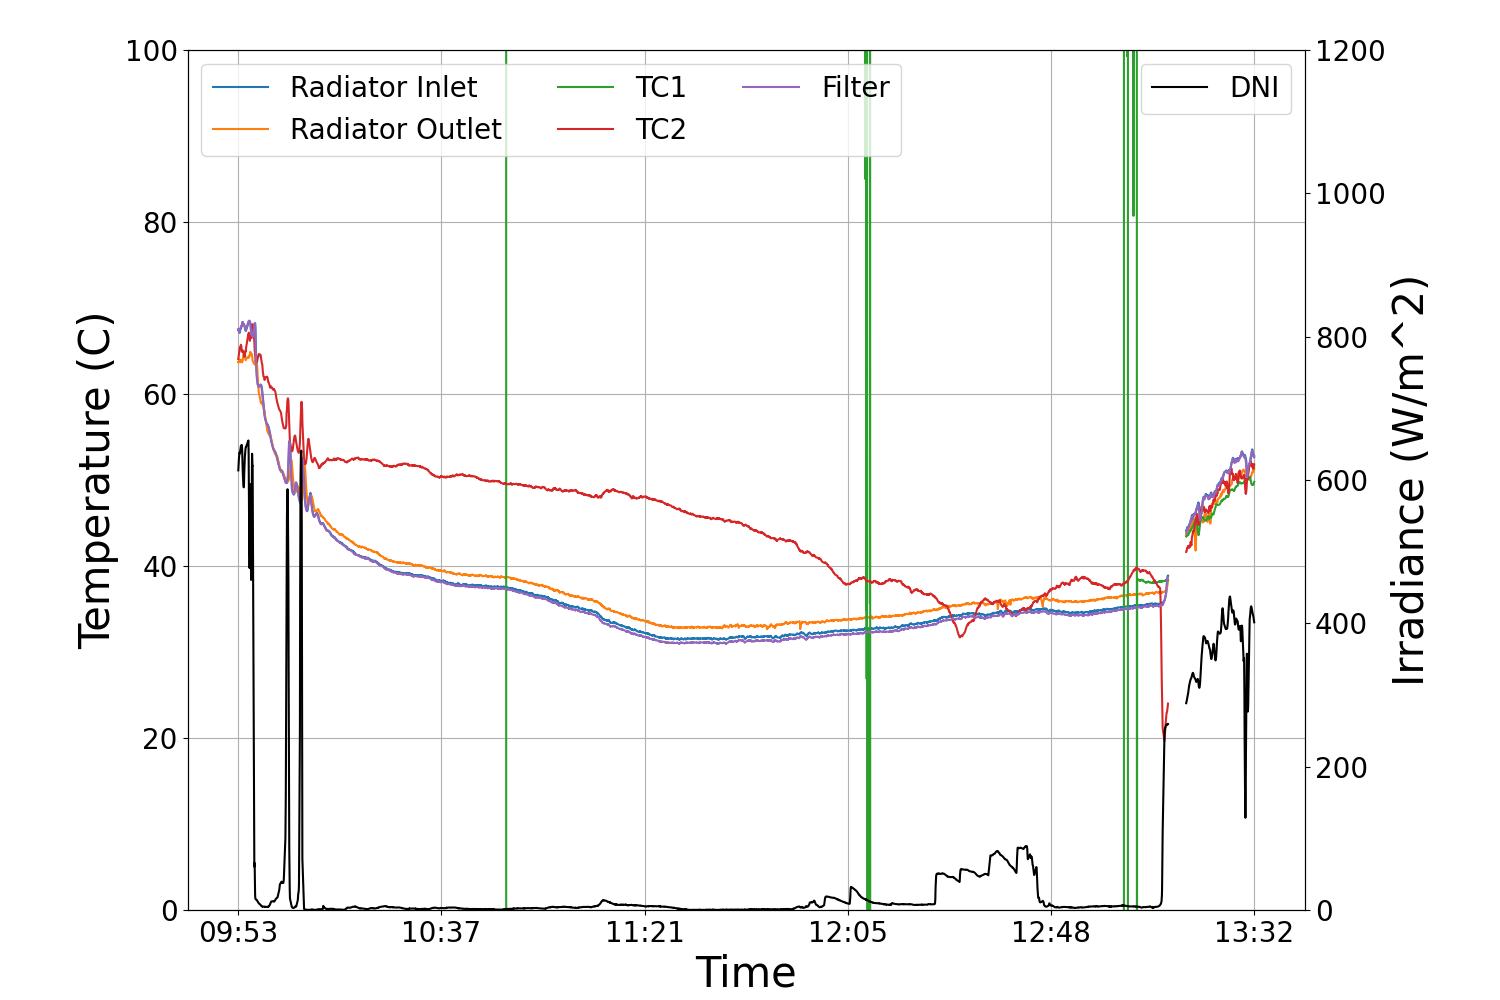 100
80
60
40
20
0
Temperature (C)
Radiator Inlet
Radiator Outlet
TC1
TC2
Filter
DNI
1200
1000
800
600
400
200
0
Irradiance (W/m^2)
09:53
10:37
11:21
12:05
12:48
13:32
Time